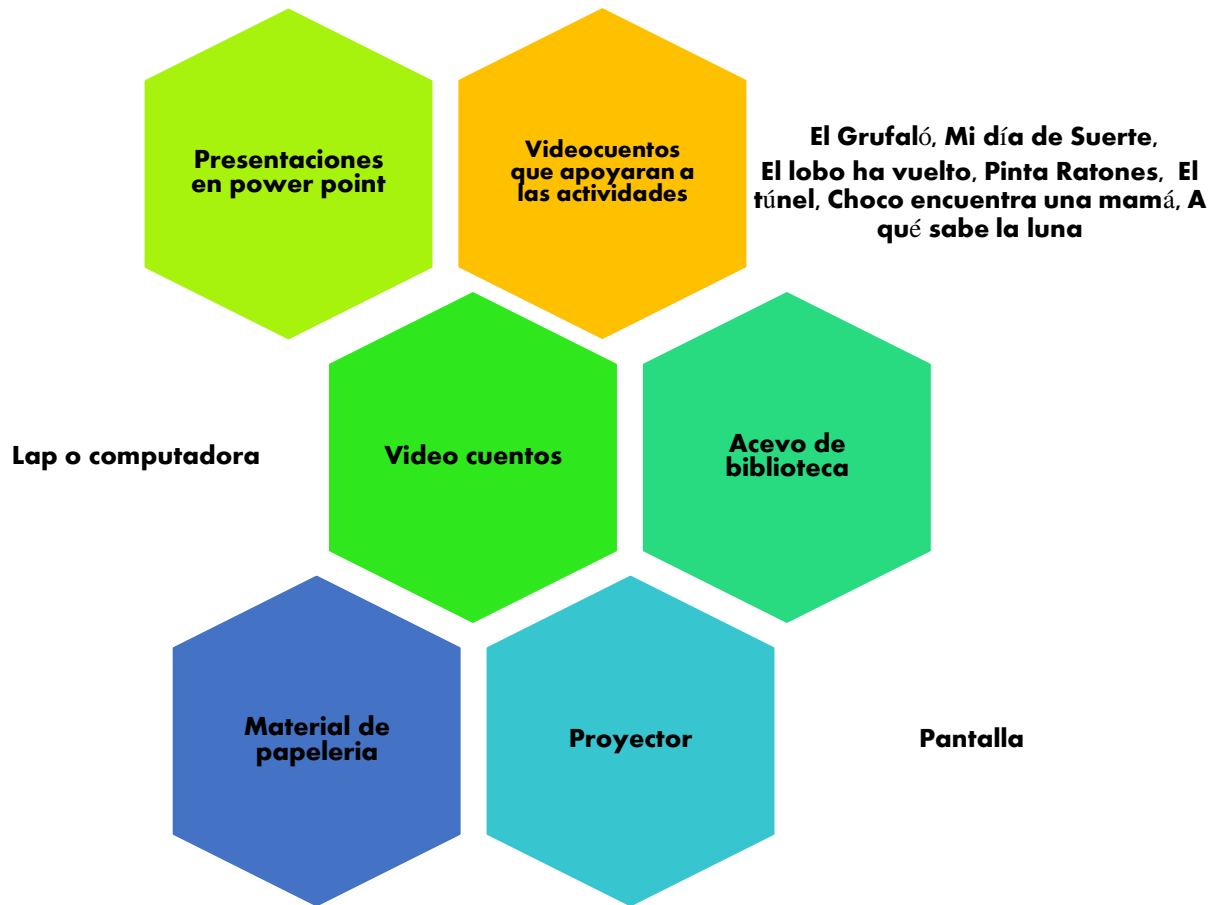 Presentaciones
en power point
Videocuentos
que apoyaran a
las actividades
El Grufaló, Mi día de Suerte,
El lobo ha vuelto, Pinta Ratones, El
túnel, Choco encuentra una mamá, A
qué sabe la luna
Lap o computadora
Video cuentos
Acevo de
biblioteca
Material de
papeleria
Proyector
Pantalla